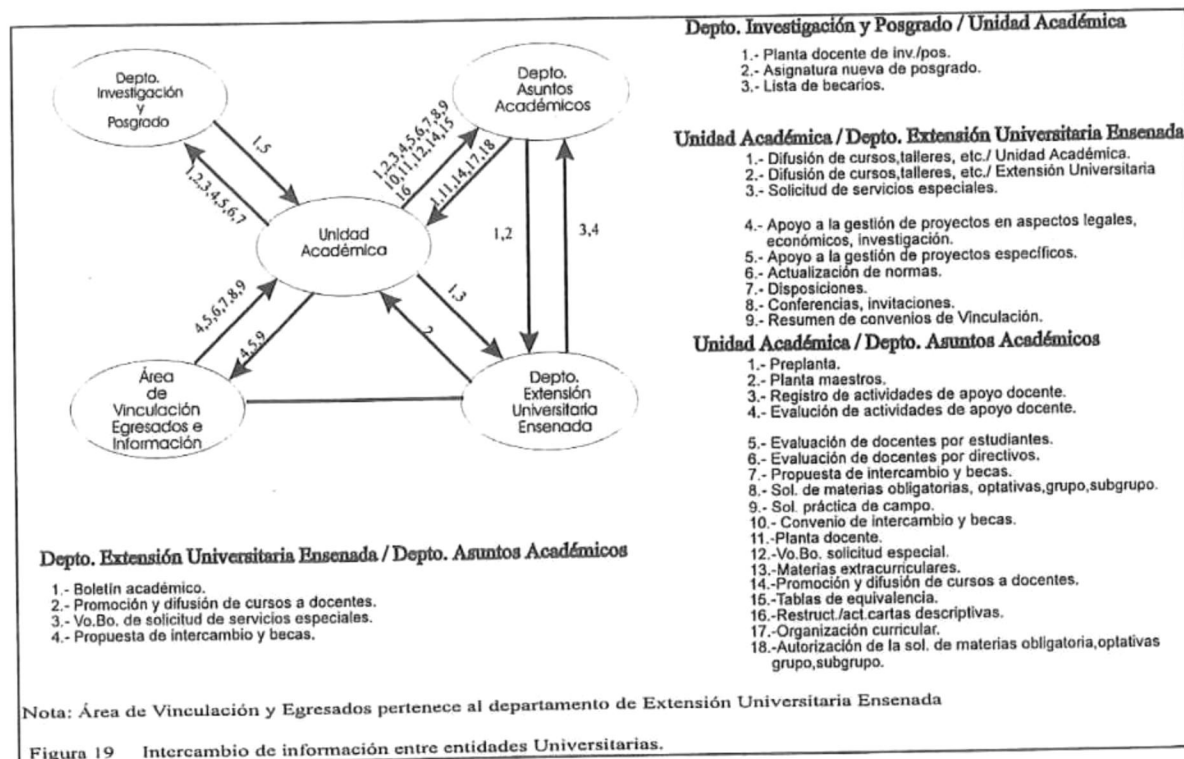 Depto.
Investigación
y
Posgrado
Depto.
Asuntos
Académicos
1,5
1,2,3,4,5,6,7
1,2,3,4,5,6,7,8,9
10,11,12,14,15
16
1,11,14,17,18
Unidad
Académica
1,2
3,4
4,5,6,7,8,9
4,5,9
1,3
2
Área
de
Vinculación
Egresados e
Información
Depto.
Extensión
Universitaria
Ensenada
Depto. Investigación y Posgrado / Unidad Académica
1.- Planta docente de inv./pos.
2.- Asignatura nueva de posgrado.
3.- Lista de becarios.
Unidad Académica / Depto. Extensión Universitaria Ensenada
1.- Difusión de cursos,talleres, etc./ Unidad Académica.
2.- Difusión de cursos,talleres, etc./ Extensión Universitaria
3.- Solicitud de servicios especiales.
4.- Apoyo a la gestión de proyectos en aspectos legales,
económicos, investigación.
5.- Apoyo a la gestión de proyectos específicos.
6.- Actualización de normas.
7.- Disposiciones.
8.- Conferencias, invitaciones.
9.- Resumen de convenios de Vinculación.
Unidad Académica / Depto. Asuntos Académicos
1.- Preplanta.
2.- Planta maestros.
3.- Registro de actividades de apoyo docente.
4.- Evalución de actividades de apoyo docente.
5.- Evaluación de docentes por estudiantes.
6.- Evaluación de docentes por directivos.
7.- Propuesta de intercambio y becas.
8.- Sol. de materias obligatorias, optativas,grupo,subgrupo.
9.- Sol. práctica de campo.
10.- Convenio de intercambio y becas.
11.-Planta docente.
12.-Vo.Bo. solicitud especial.
13.-Materias extracurriculares.
14.-Promoción y difusión de cursos a docentes.
15.-Tablas de equivalencia.
16.-Restruct./act.cartas descriptivas.
17.-Organización curricular.
18.-Autorización de la sol. de materias obligatoria,optativas
grupo,subgrupo.
Depto. Extensión Universitaria Ensenada / Depto. Asuntos Académicos
1.- Boletín académico.
2.- Promoción y difusión de cursos a docentes.
3.- Vo.Bo. de solicitud de servicios especiales.
4.- Propuesta de intercambio y becas.
Nota: Área de Vinculación y Egresados pertenece al departamento de Extensión Universitaria Ensenada
Figura 19 Intercambio de información entre entidades Universitarias.